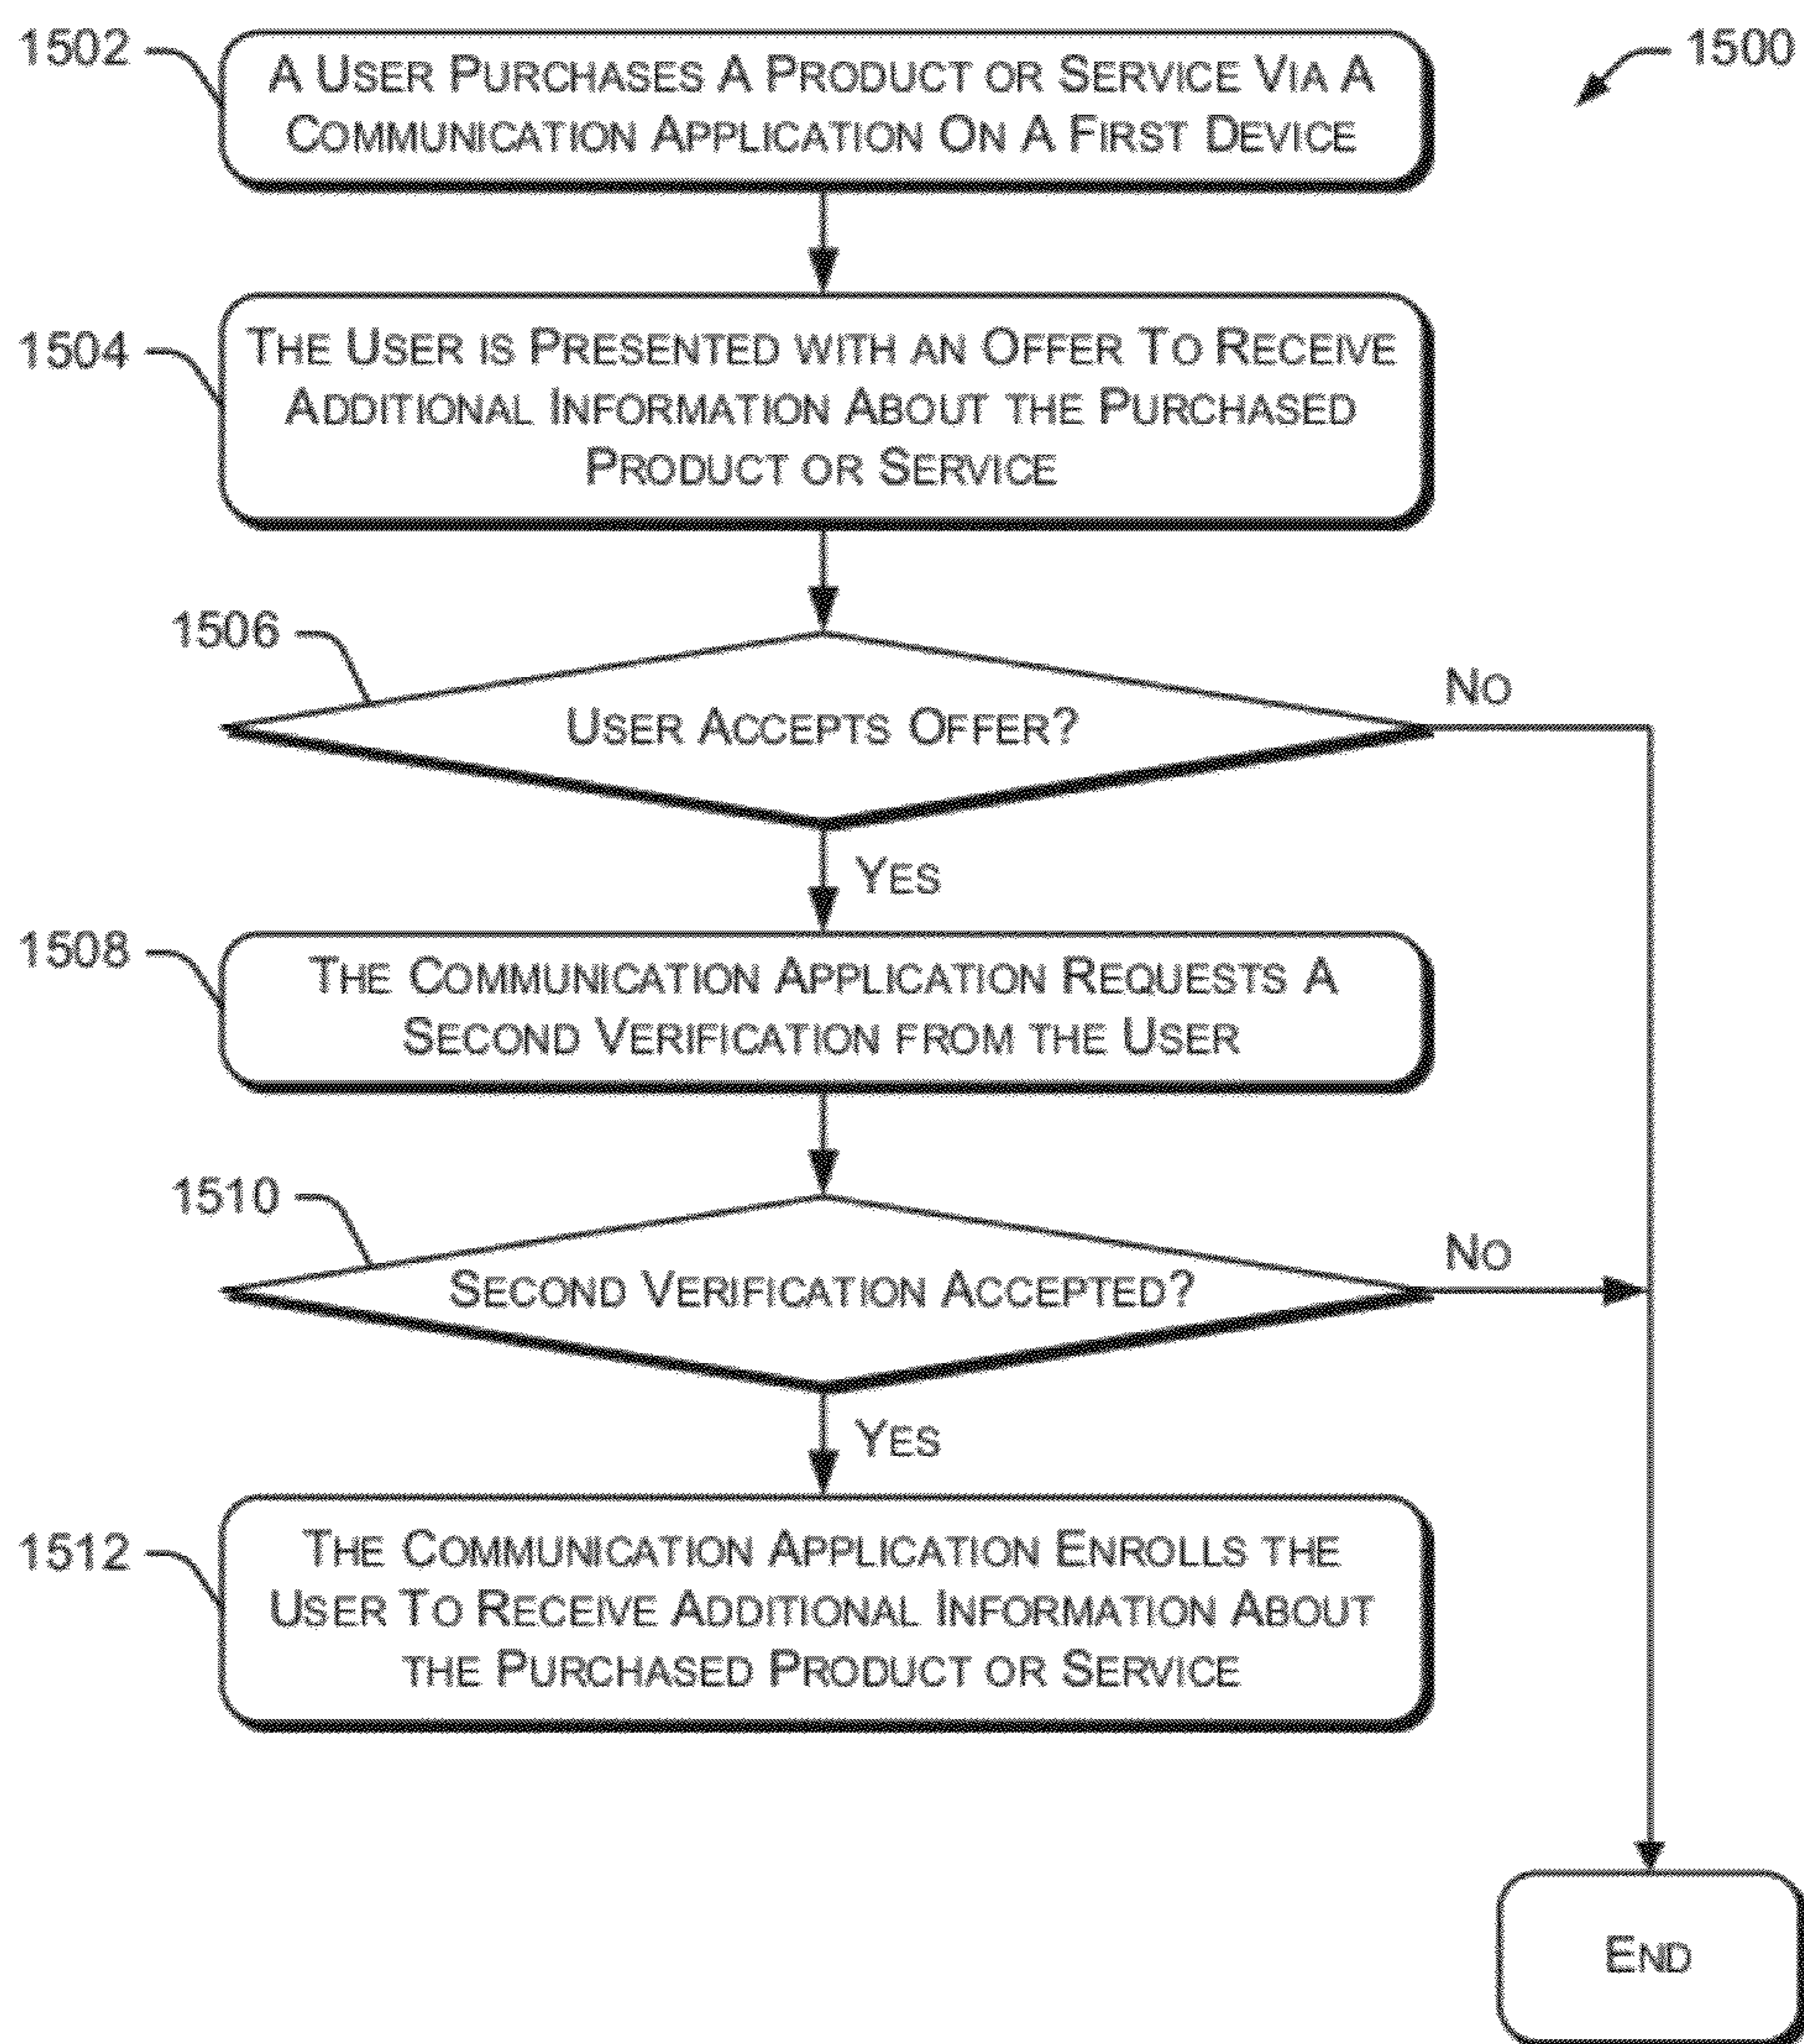 1500
1502
A USER PURCHASES A PRODUCT OR SERVICE VIA A
COMMUNICATION APPLICATION ON A FIRST DEVICE
1504
THE USER IS PRESENTED WITH AN OFFER TO RECEIVE
ADDITIONAL INFORMATION ABOUT THE PURCHASED
PRODUCT OR SERVICE
1506
USER ACCEPTS OFFER?
NO
YES
1508
THE COMMUNICATION APPLICATION REQUESTS A
SECOND VERIFICATION FROM THE USER
1510
SECOND VERIFICATION ACCEPTED?
NO
YES
1512
THE COMMUNICATION APPLICATION ENROLLS THE
USER TO RECEIVE ADDITIONAL INFORMATION ABOUT
THE PURCHASED PRODUCT OR SERVICE
END